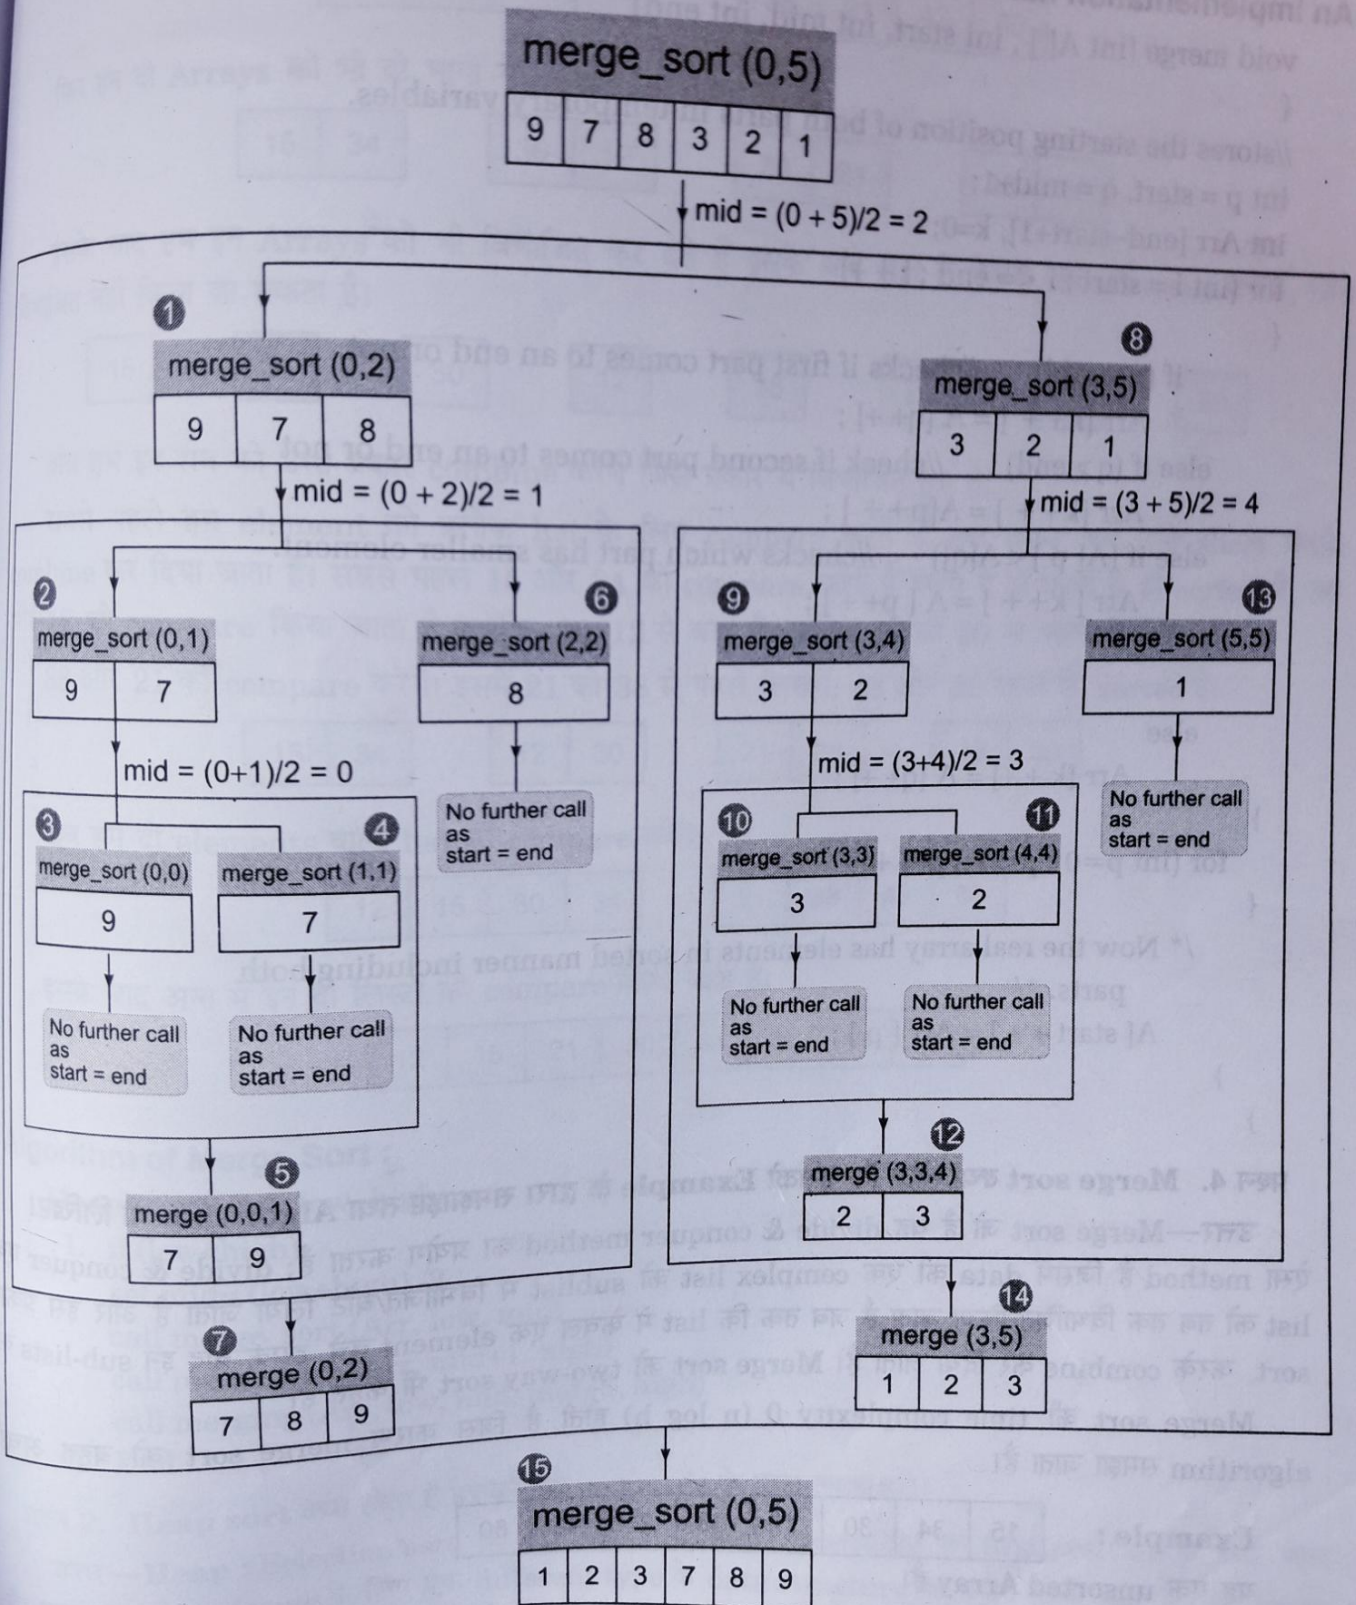 merge_sort (0,5)
9 7 8 3 2 1
mid = (0 + 5)/2 = 2
1
merge_sort (0,2)
9 7 8
mid = (0 + 2)/2 = 1
8
merge_sort (3,5)
3 2 1
mid = (3 + 5)/2 = 4
2
merge_sort (0,1)
9 7
mid = (0+1)/2 = 0
6
merge_sort (2,2)
8
No further call
as
start = end
3
merge_sort (0,0)
9
No further call
as
start = end
4
merge_sort (1,1)
7
No further call
as
start = end
5
merge (0,0,1)
7 9
7
merge (0,2)
7 8 9
9
merge_sort (3,4)
3 2
mid = (3+4)/2 = 3
13
merge_sort (5,5)
1
No further call
as
start = end
10
merge_sort (3,3)
3
No further call
as
start = end
11
merge_sort (4,4)
2
No further call
as
start = end
12
merge (3,3,4)
2 3
14
merge (3,5)
1 2 3
15
merge_sort (0,5)
1 2 3 7 8 9